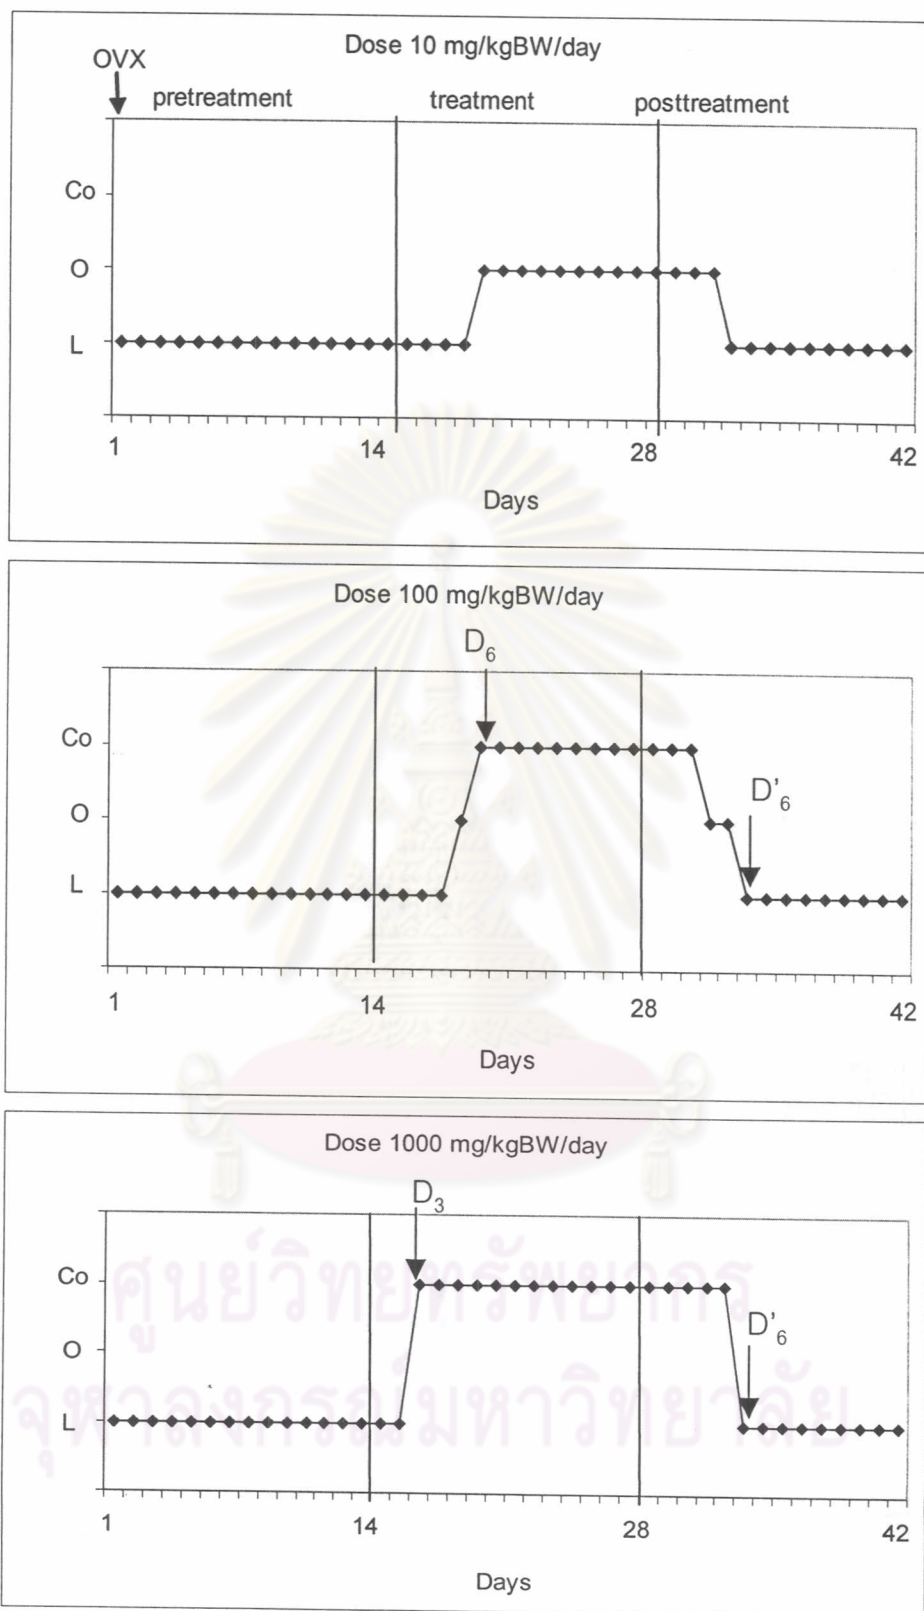 Dose 10 mg/kgBW/day
OVX
pretreatment treatment posttreatment
Co
O
L
1 14 28 42
Days
Dose 100 mg/kgBW/day
D6
Co
O
D'6
L
1 14 28 42
Days
Dose 1000 mg/kgBW/day
D3
Co
O
D'6
L
1 14 28 42
Days
ศูนย์วิทยทรัพยากร
จุฬาลงกรณ์มหาวิทยาลัย